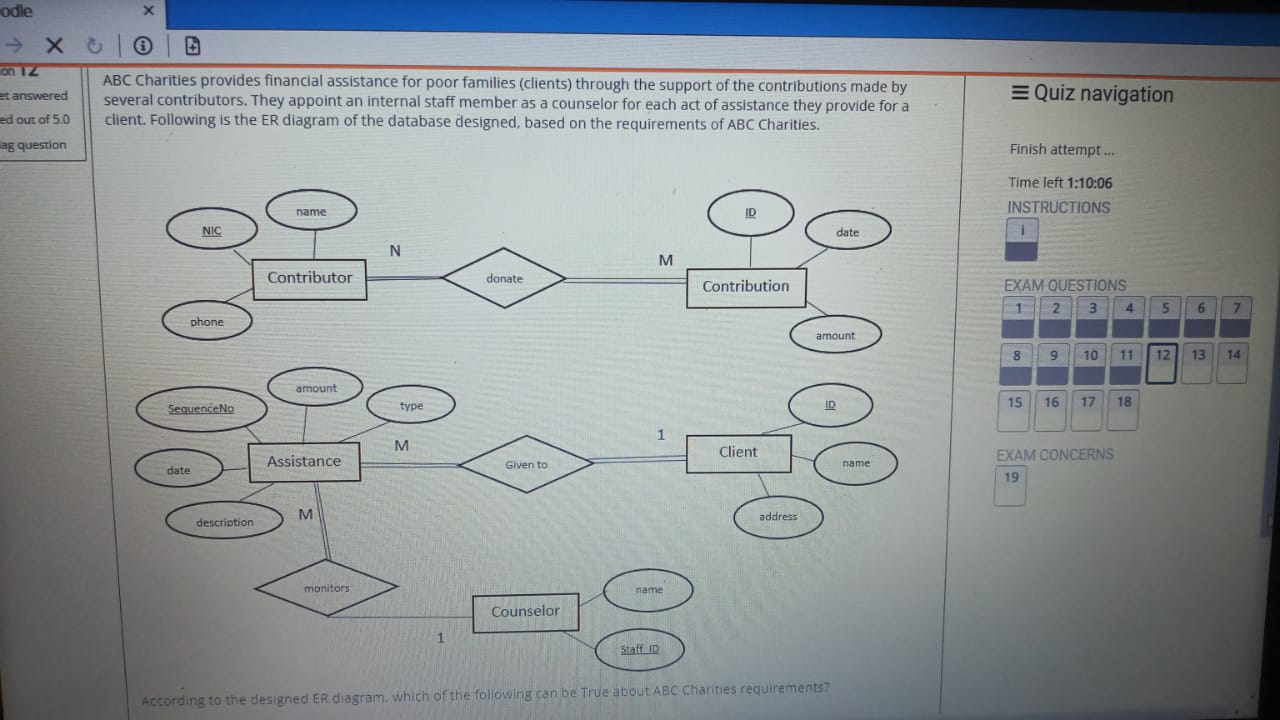 odle
on 12
et answered
ed out of 5.0
ag question
ABC Charities provides financial assistance for poor families (clients) through the support of the contributions made by
several contributors. They appoint an internal staff member as a counselor for each act of assistance they provide for a
client. Following is the ER diagram of the database designed, based on the requirements of ABC Charities.
NIC
name
phone
Contributor
N
donate
M
Contribution
ID
date
amount
SequenceNo
amount
type
date
description
Assistance
M
Given to
1
Client
ID
name
address
M
monitors
1
Counselor
name
Staff_ID
According to the designed ER diagram, which of the following can be True about ABC Charities requirements?
Quiz navigation
Finish attempt ...
Time left 1:10:06
INSTRUCTIONS
i
EXAM QUESTIONS
1 2 3 4 5 6 7
8 9 10 11 12 13 14
15 16 17 18
EXAM CONCERNS
19